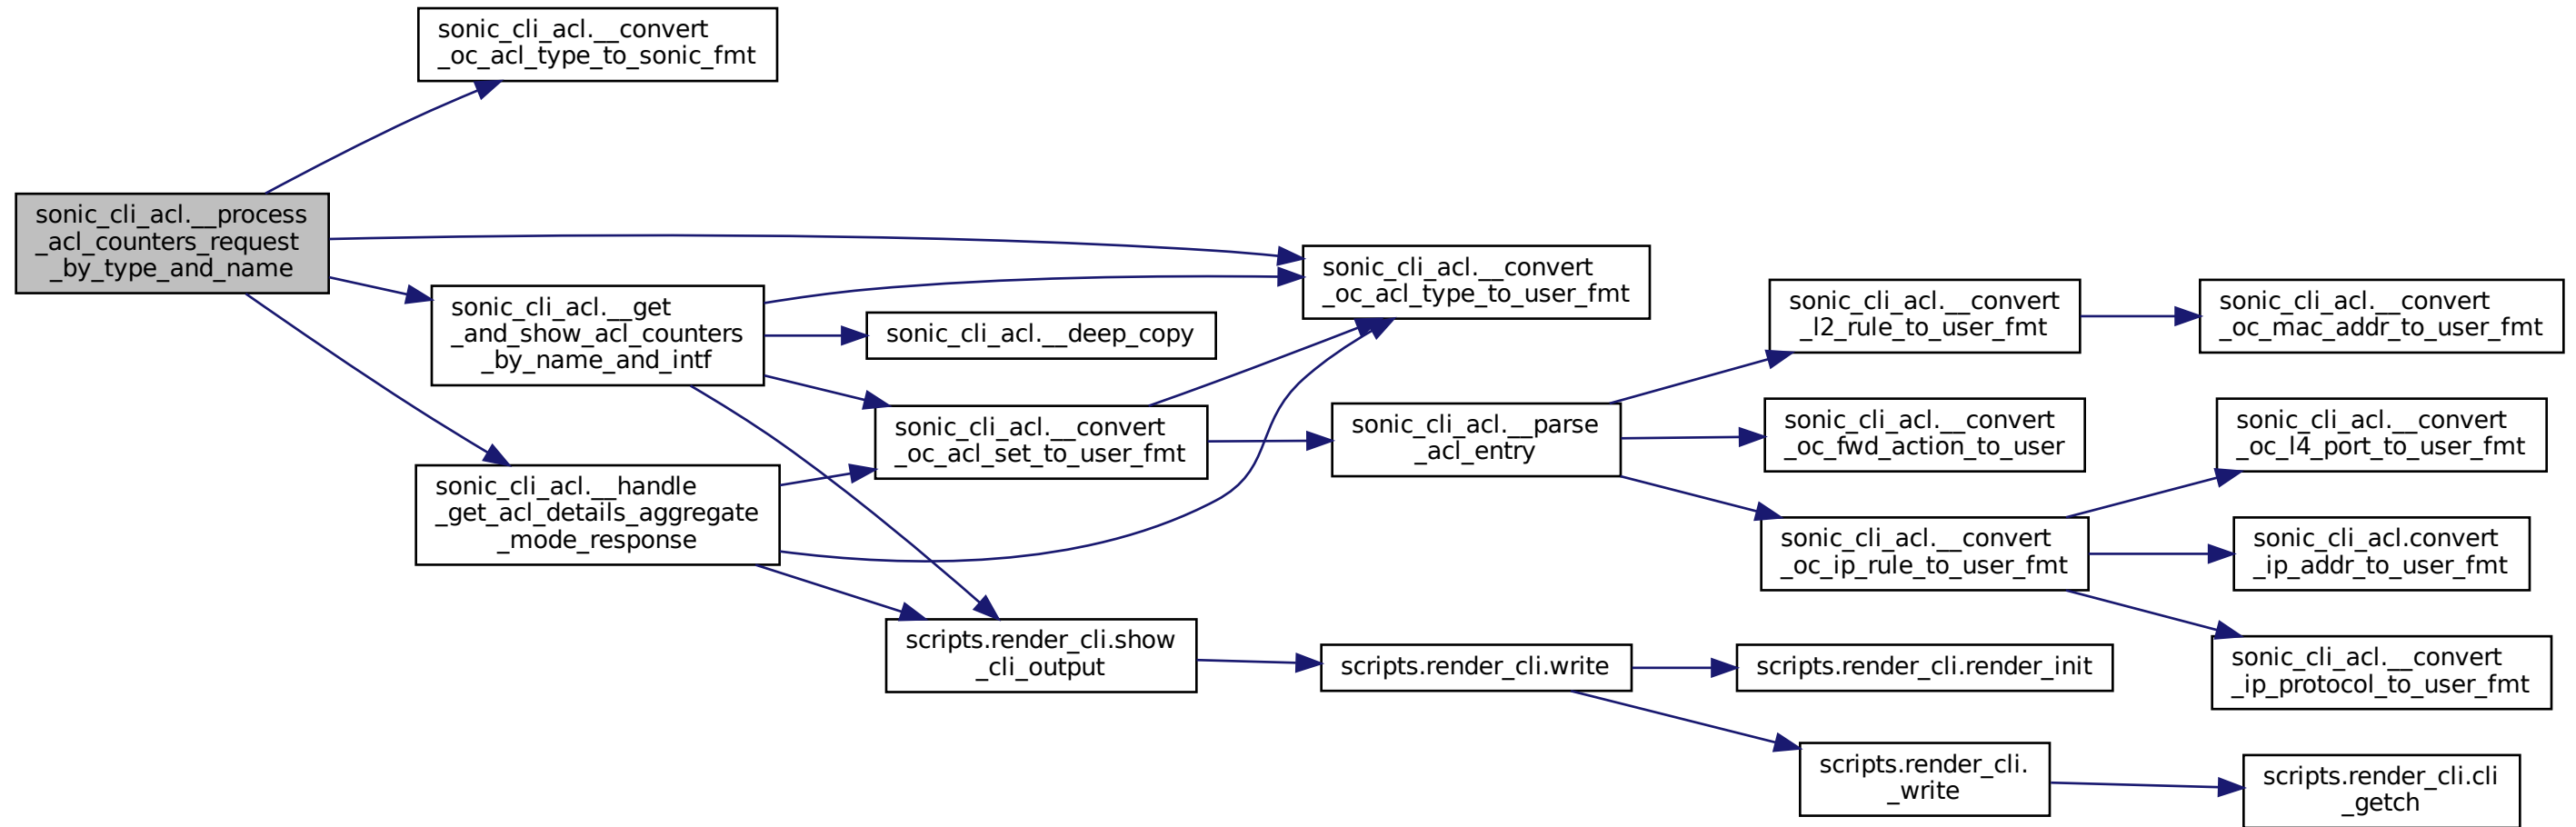 sonic_cli_acl.__convert
_oc_acl_type_to_sonic_fmt
sonic_cli_acl.__process
_acl_counters_request
_by_type_and_name
sonic_cli_acl.__get
_and_show_acl_counters
_by_name_and_intf
sonic_cli_acl.__handle
_get_acl_details_aggregate
_mode_response
sonic_cli_acl.__deep_copy
sonic_cli_acl.__convert
_oc_acl_set_to_user_fmt
scripts.render_cli.show
_cli_output
sonic_cli_acl.__convert
_oc_acl_type_to_user_fmt
sonic_cli_acl.__parse
_acl_entry
scripts.render_cli.write
sonic_cli_acl.__convert
_l2_rule_to_user_fmt
sonic_cli_acl.__convert
_oc_fwd_action_to_user
sonic_cli_acl.__convert
_oc_ip_rule_to_user_fmt
scripts.render_cli.render_init
scripts.render_cli.
_write
sonic_cli_acl.__convert
_oc_mac_addr_to_user_fmt
sonic_cli_acl.__convert
_oc_l4_port_to_user_fmt
sonic_cli_acl.convert
_ip_addr_to_user_fmt
sonic_cli_acl.__convert
_ip_protocol_to_user_fmt
scripts.render_cli.cli
_getch